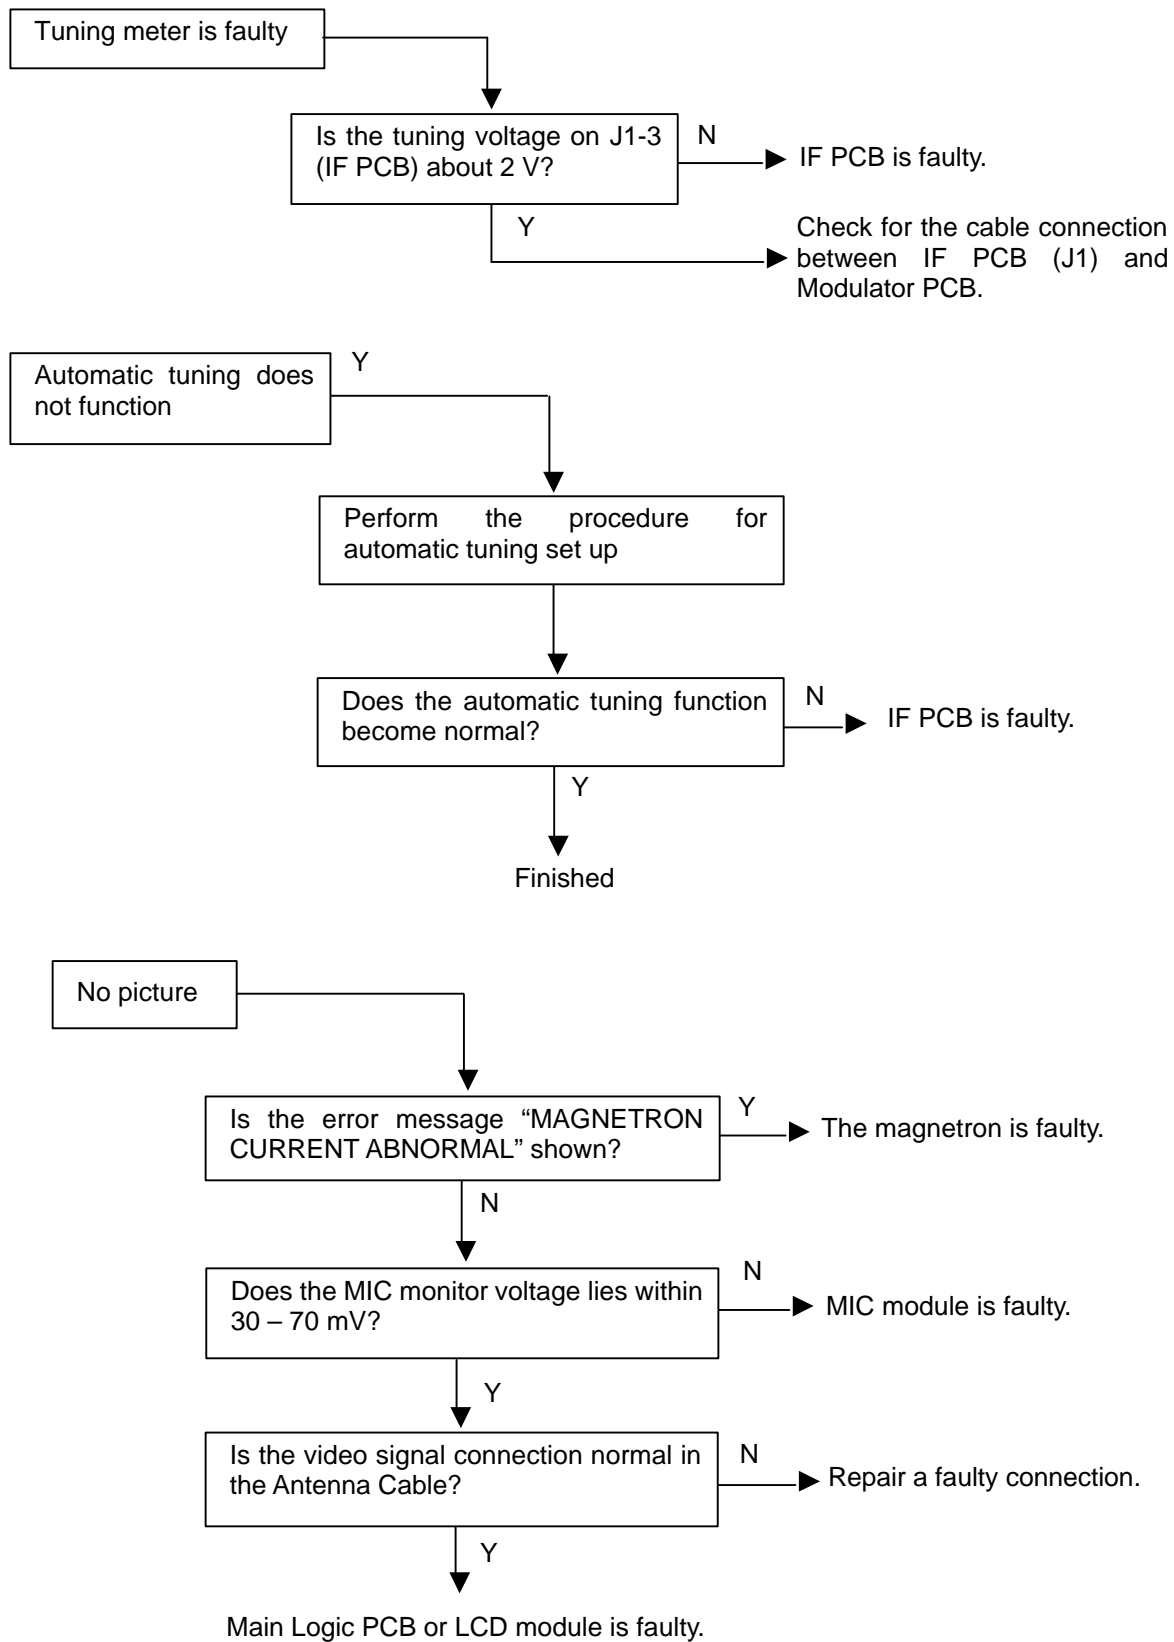 Tuning meter is faulty
Is the tuning voltage on J1-3
(IF PCB) about 2 V?
N
IF PCB is faulty.
Y
Check for the cable connection
between IF PCB (J1) and
Modulator PCB.
Automatic tuning does
not function
Y
Perform the procedure for
automatic tuning set up
Does the automatic tuning function
become normal?
N
IF PCB is faulty.
Y
Finished
No picture
Is the error message “MAGNETRON
CURRENT ABNORMAL” shown?
Y
The magnetron is faulty.
N
Does the MIC monitor voltage lies within
30 – 70 mV?
N
MIC module is faulty.
Y
Is the video signal connection normal in
the Antenna Cable?
N
Repair a faulty connection.
Y
Main Logic PCB or LCD module is faulty.